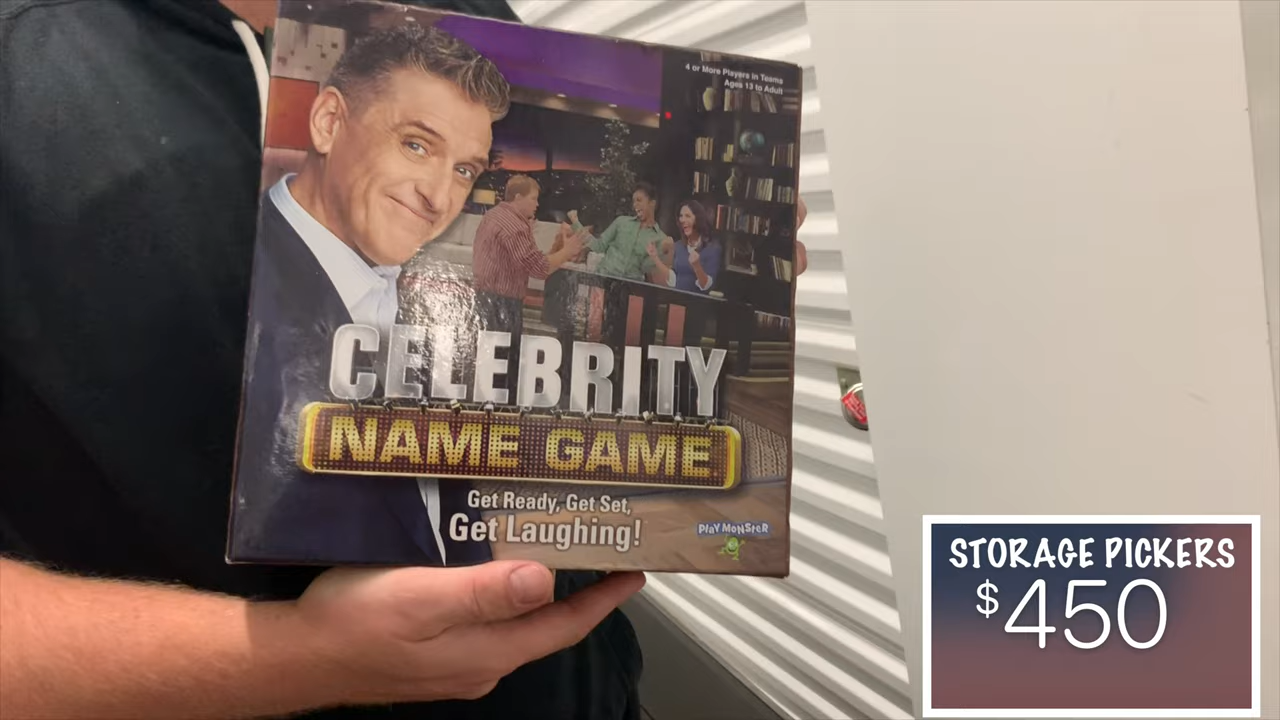 4 or More Players in Teams
Ages 13 to Adult
CELEBRITY
NAME GAME
Get Ready, Get Set,
Get Laughing!
PLAY MONSTER
STORAGE PICKERS
$450